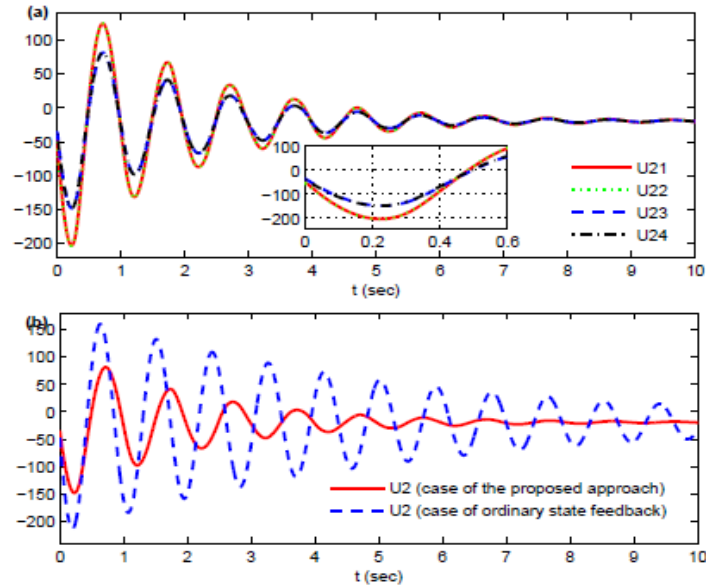 (a)
100
50
0
−50
−100
−150
−200
100
0
−100
−200
0 0.2 0.4 0.6
U21
U22
U23
U24
0 1 2 3 4 5 6 7 8 9 10
t (sec)
(b)
150
100
50
0
−50
−100
−150
−200
U2 (case of the proposed approach)
U2 (case of ordinary state feedback)
0 1 2 3 4 5 6 7 8 9 10
t (sec)